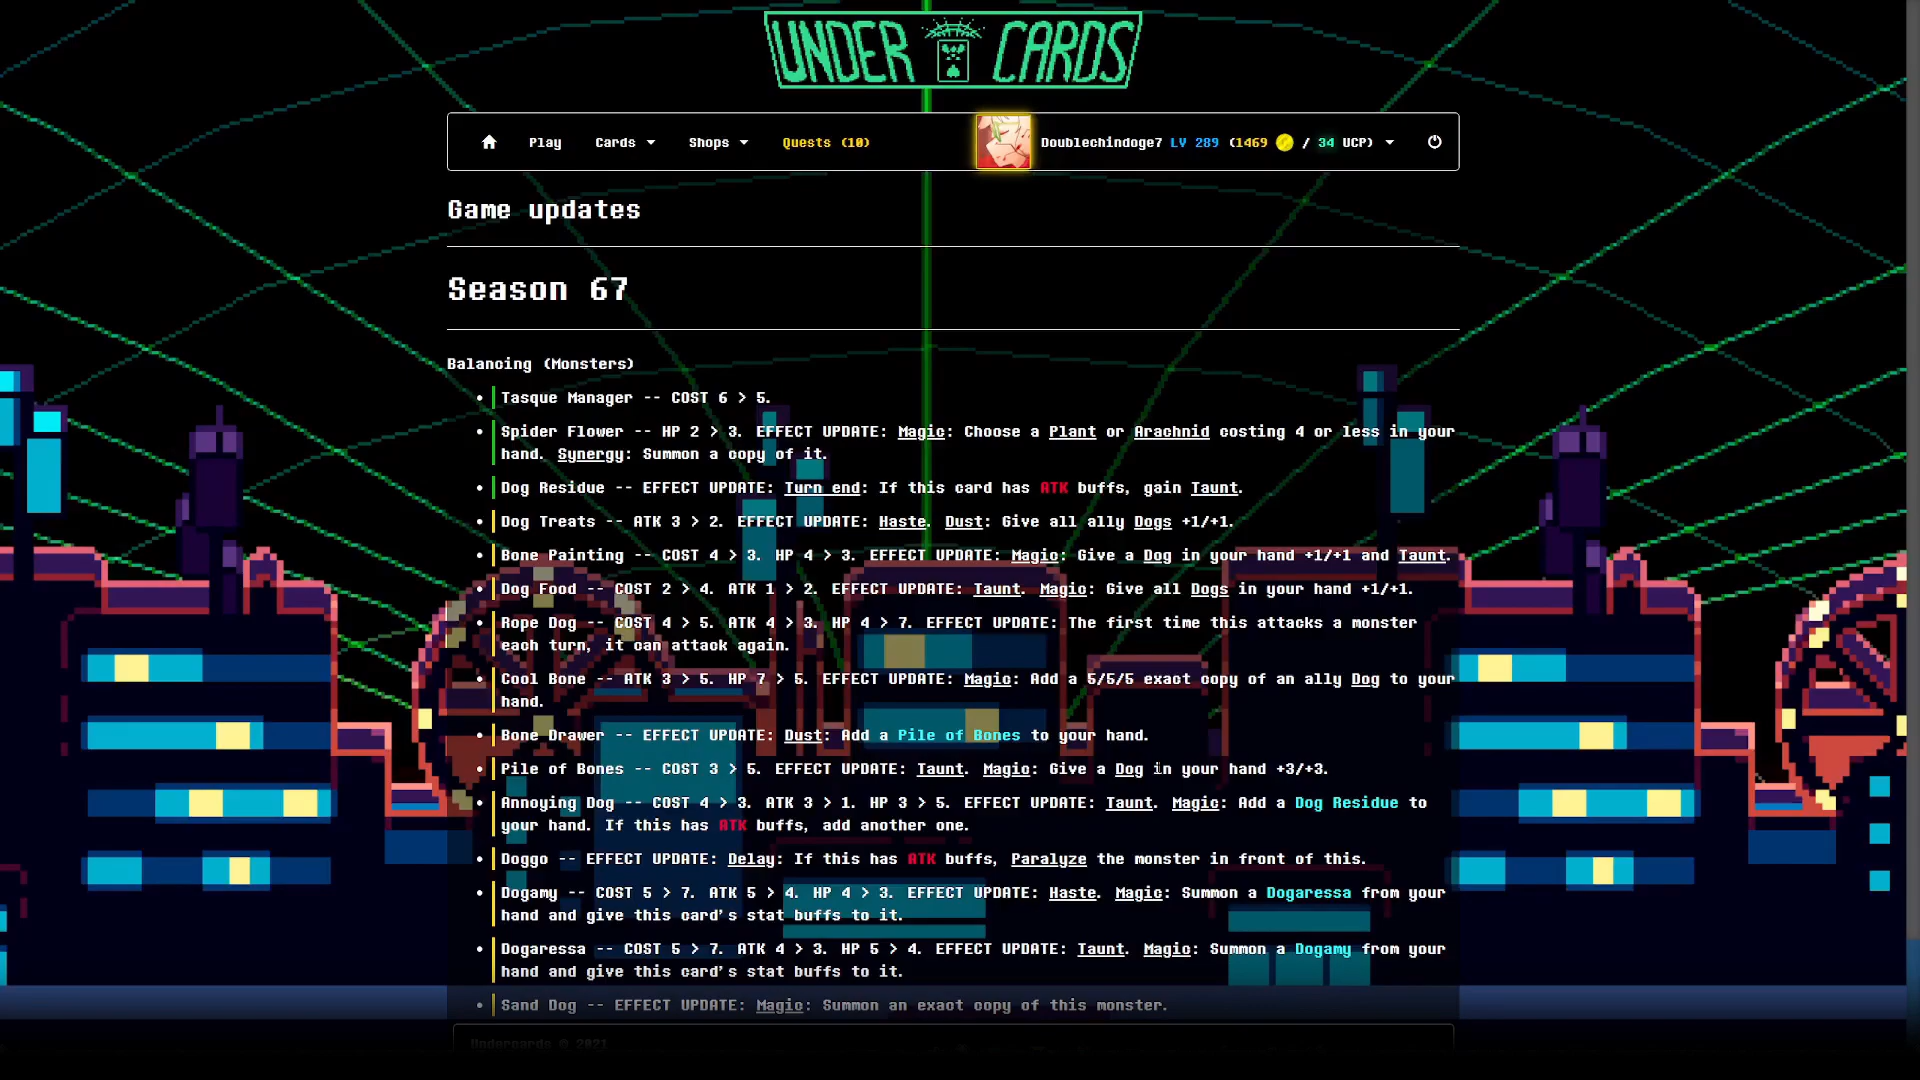 UNDER CARDS
Play Cards Shops Quests (10) Doublechindoge7 LV 289 (1469 / 34 UCP)
Game updates
Season 67
Balancing (Monsters)
• Tasque Manager -- COST 6 > 5.
• Spider Flower -- HP 2 > 3. EFFECT UPDATE: Magic: Choose a Plant or Arachnid costing 4 or less in your
hand. Synergy: Summon a copy of it.
• Dog Residue -- EFFECT UPDATE: Turn end: If this card has ATK buffs, gain Taunt.
• Dog Treats -- ATK 3 > 2. EFFECT UPDATE: Haste. Dust: Give all ally Dogs +1/+1.
• Bone Painting -- COST 4 > 3. HP 4 > 3. EFFECT UPDATE: Magic: Give a Dog in your hand +1/+1 and Taunt.
• Dog Food -- COST 2 > 4. ATK 1 > 2. EFFECT UPDATE: Taunt. Magic: Give all Dogs in your hand +1/+1.
• Rope Dog -- COST 4 > 5. ATK 4 > 3. HP 4 > 7. EFFECT UPDATE: The first time this attacks a monster
each turn, it can attack again.
• Cool Bone -- ATK 3 > 5. HP 7 > 5. EFFECT UPDATE: Magic: Add a 5/5/5 exact copy of an ally Dog to your
hand.
• Bone Drawer -- EFFECT UPDATE: Dust: Add a Pile of Bones to your hand.
• Pile of Bones -- COST 3 > 5. EFFECT UPDATE: Taunt. Magic: Give a Dog in your hand +3/+3.
• Annoying Dog -- COST 4 > 3. ATK 3 > 1. HP 3 > 5. EFFECT UPDATE: Taunt. Magic: Add a Dog Residue to
your hand. If this has ATK buffs, add another one.
• Doggo -- EFFECT UPDATE: Delay: If this has ATK buffs, Paralyze the monster in front of this.
• Dogamy -- COST 5 > 7. ATK 5 > 4. HP 4 > 3. EFFECT UPDATE: Haste. Magic: Summon a Dogaressa from your
hand and give this card's stat buffs to it.
• Dogaressa -- COST 5 > 7. ATK 4 > 3. HP 5 > 4. EFFECT UPDATE: Taunt. Magic: Summon a Dogamy from your
hand and give this card's stat buffs to it.
• Sand Dog -- EFFECT UPDATE: Magic: Summon an exact copy of this monster.
Undercards © 2021